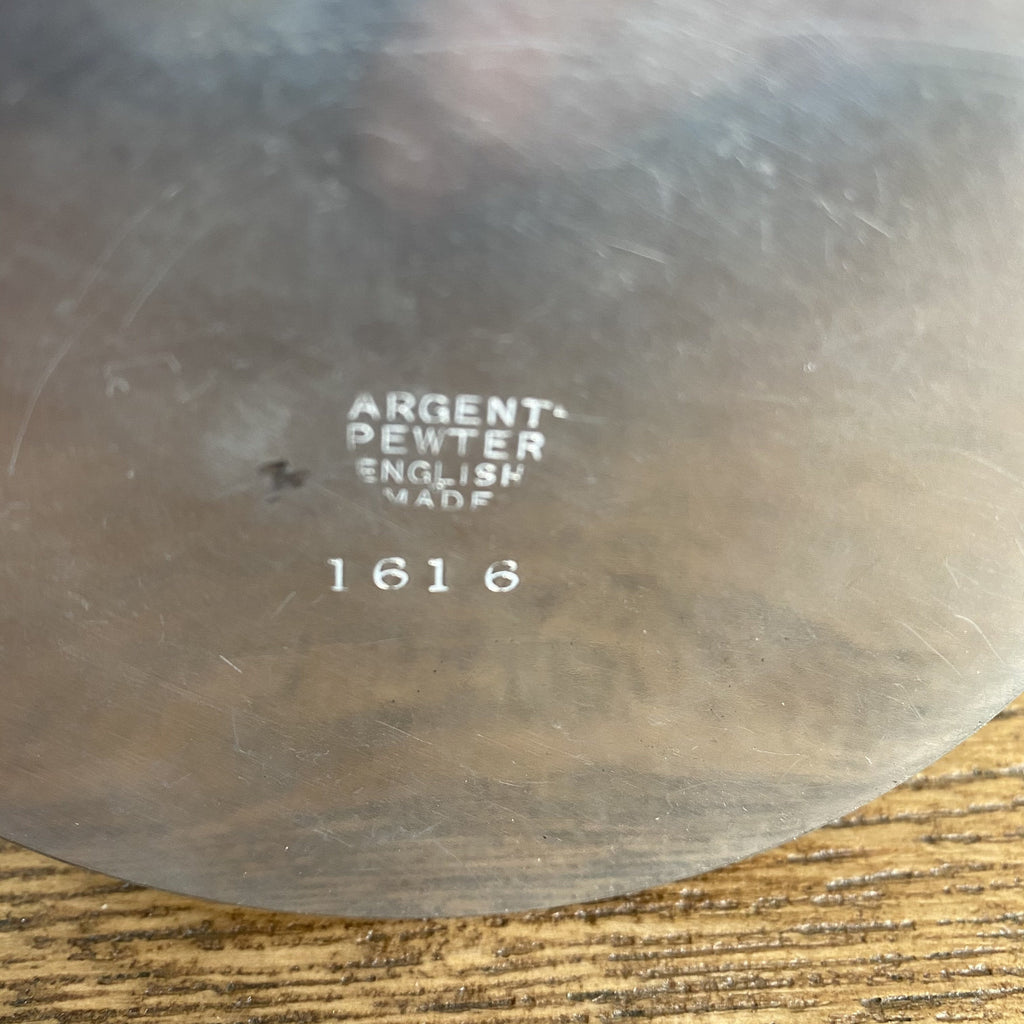 ARGENT
PEWTER
ENGLISH
MADE
1616